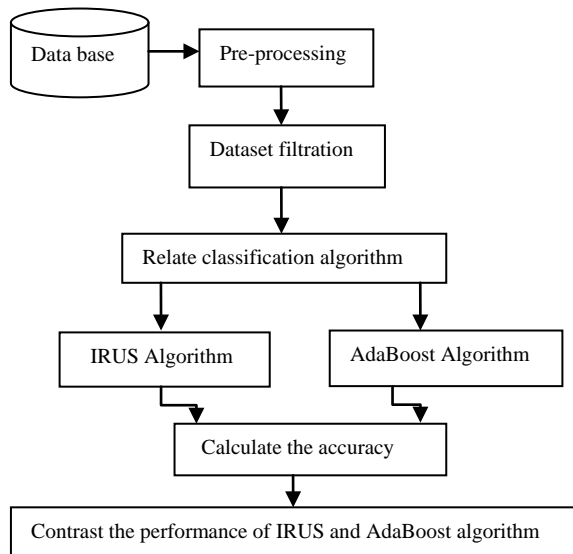 Data base
Pre-processing
Dataset filtration
Relate classification algorithm
IRUS Algorithm
AdaBoost Algorithm
Calculate the accuracy
Contrast the performance of IRUS and AdaBoost algorithm